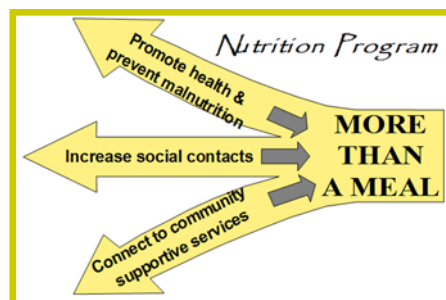 Nutrition Program
Promote health &
prevent malnutrition
Increase social contacts
Connect to community
supportive services
MORE
THAN
A MEAL